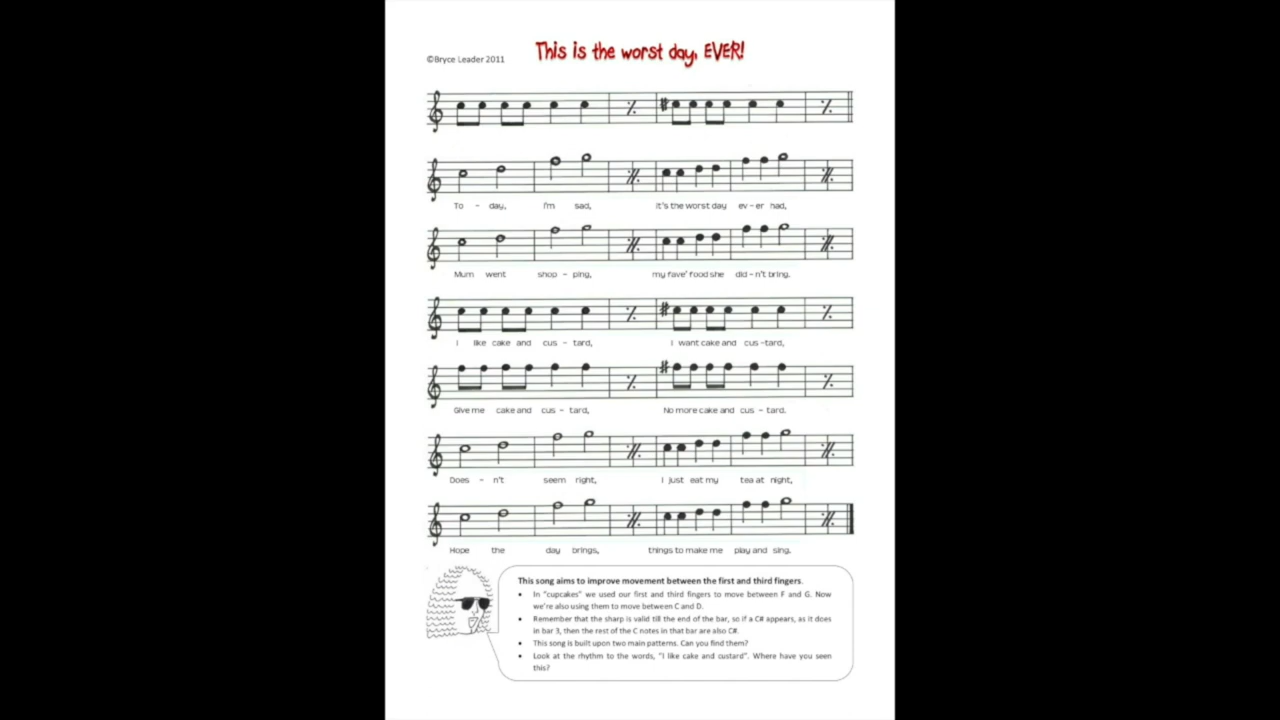 This is the worst day, EVER!
©Bryce Leader 2011
To - day, I'm sad, It's the worst day ev - er had,
Mum went shop - ping, my fave' food she did - n't bring.
I like cake and cus - tard, I want cake and cus - tard,
Give me cake and cus - tard, No more cake and cus - tard.
Does - n't seem right, I just eat my tea at night,
Hope the day brings, things to make me play and sing.
This song aims to improve movement between the first and third fingers.
• In "cupcakes" we used our first and third fingers to move between F and G. Now
we're also using them to move between C and D.
• Remember that the sharp is valid till the end of the bar, so if a C# appears, as it does
in bar 3, then the rest of the C notes in that bar are also C#.
• This song is built upon two main patterns. Can you find them?
• Look at the rhythm to the words, "I like cake and custard". Where have you seen
this?